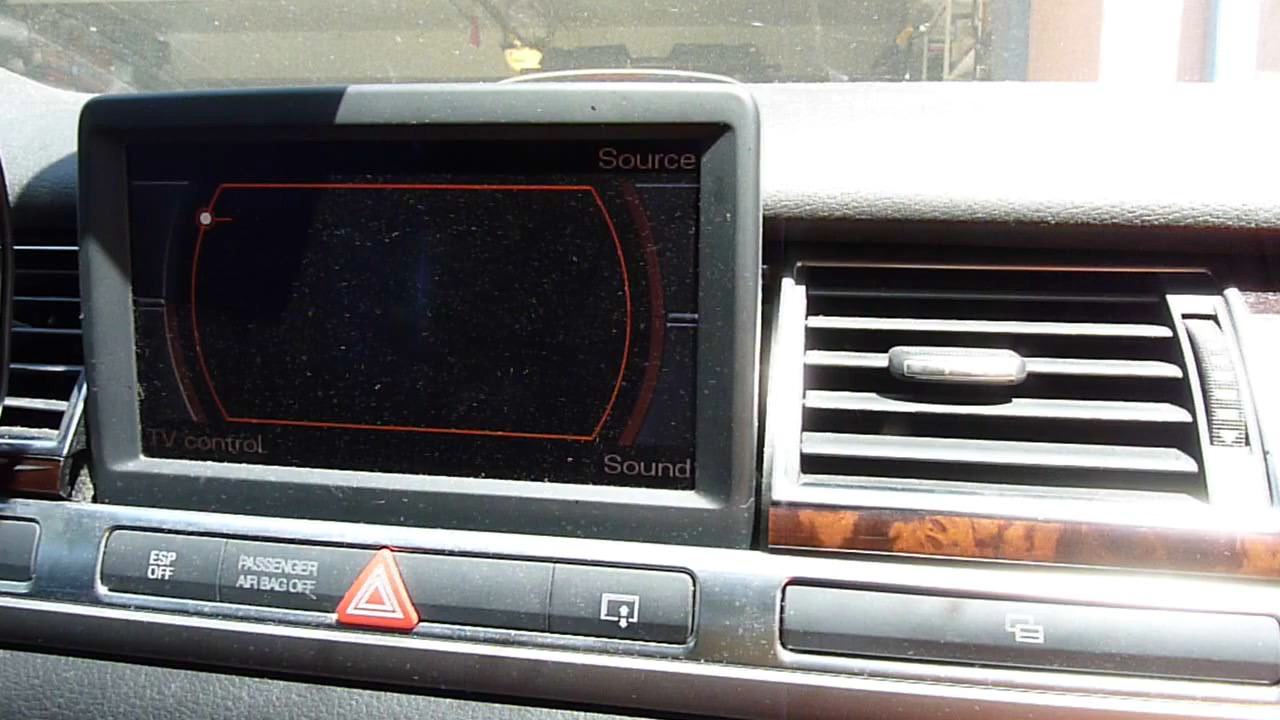 Source
TV control
Sound
ESP
OFF
PASSENGER
AIR BAG OFF